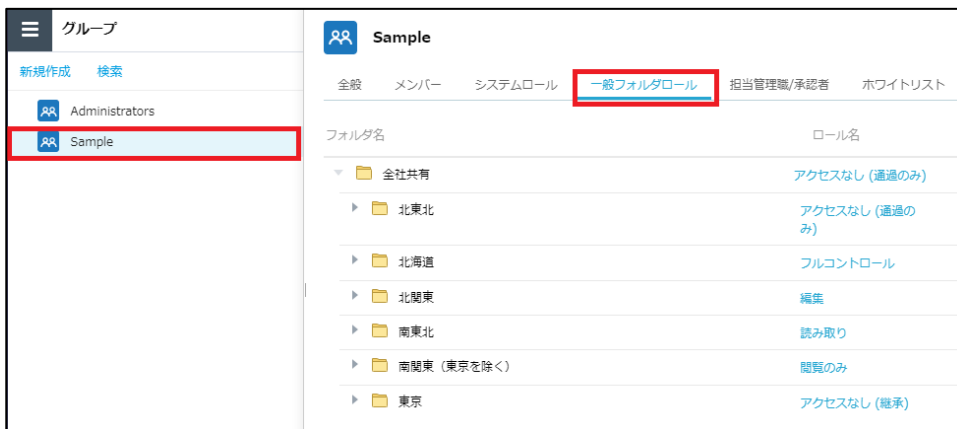 グループ
新規作成 検索
Administrators
Sample
Sample
全般 メンバー システムロール 一般フォルダロール 担当管理職/承認者 ホワイトリスト
フォルダ名 ロール名
全社共有 アクセスなし (通過のみ)
北東北 アクセスなし (通過の
み)
北海道 フルコントロール
北関東 編集
南東北 読み取り
南関東（東京を除く）閲覧のみ
東京 アクセスなし (継承)